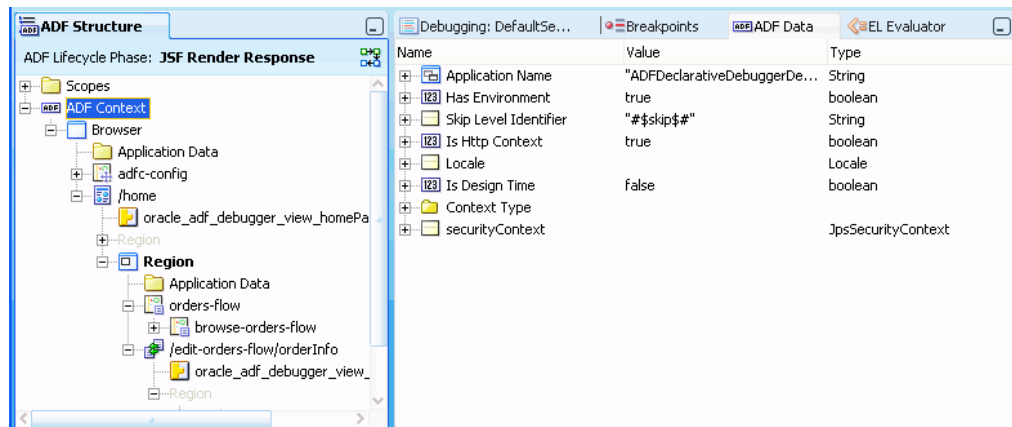 ADF Structure
ADF Lifecycle Phase: JSF Render Response
Scopes
ADF Context
Browser
Application Data
adfc-config
/home
oracle_adf_debugger_view_homePa
Region
Region
Application Data
orders-flow
browse-orders-flow
/edit-orders-flow/orderInfo
oracle_adf_debugger_view_
Region
Debugging: DefaultSe... Breakpoints ADF Data EL Evaluator
Name Value Type
Application Name "ADFDeclarativeDebuggerDe... String
Has Environment true boolean
Skip Level Identifier "#$skip$#" String
Is Http Context true boolean
Locale Locale
Is Design Time false boolean
Context Type
securityContext JpsSecurityContext